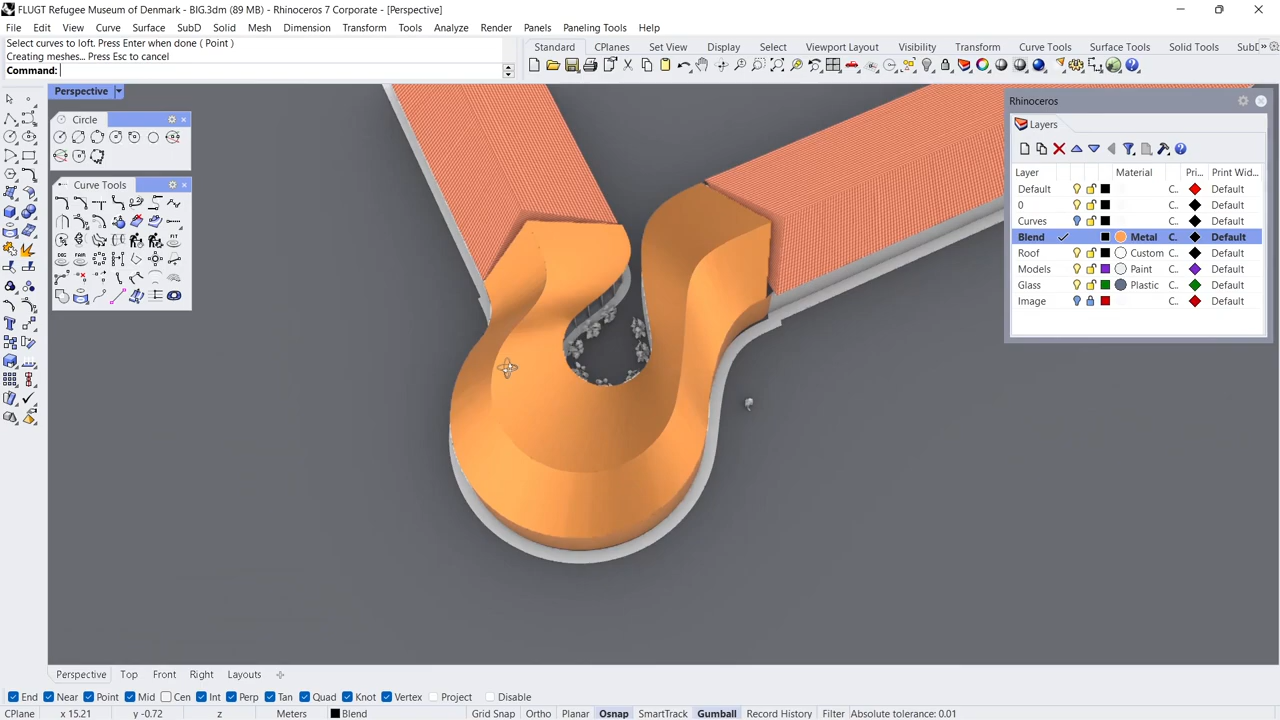 FLUGT Refugee Museum of Denmark - BIG.3dm (89 MB) - Rhinoceros 7 Corporate - [Perspective]
File Edit View Curve Surface SubD Solid Mesh Dimension Transform Tools Analyze Render Panels Paneling Tools Help
Select curves to loft. Press Enter when done ( Point )
Creating meshes... Press Esc to cancel
Command:
Standard CPlanes Set View Display Select Viewport Layout Visibility Transform Curve Tools Surface Tools Solid Tools SubD »
Perspective
Circle
Curve Tools
Rhinoceros
Layers
Layer Material Pri... Print Wid...
Default C.. Default
0 C.. Default
Curves C.. Default
Blend Metal C. Default
Roof Custom C.. Default
Models Paint C.. Default
Glass Plastic C.. Default
Image C.. Default
Perspective Top Front Right Layouts
End Near Point Mid Cen Int Perp Tan Quad Knot Vertex Project Disable
CPlane x 15.21 y -0.72 z Meters Blend Grid Snap Ortho Planar Osnap SmartTrack Gumball Record History Filter Absolute tolerance: 0.01